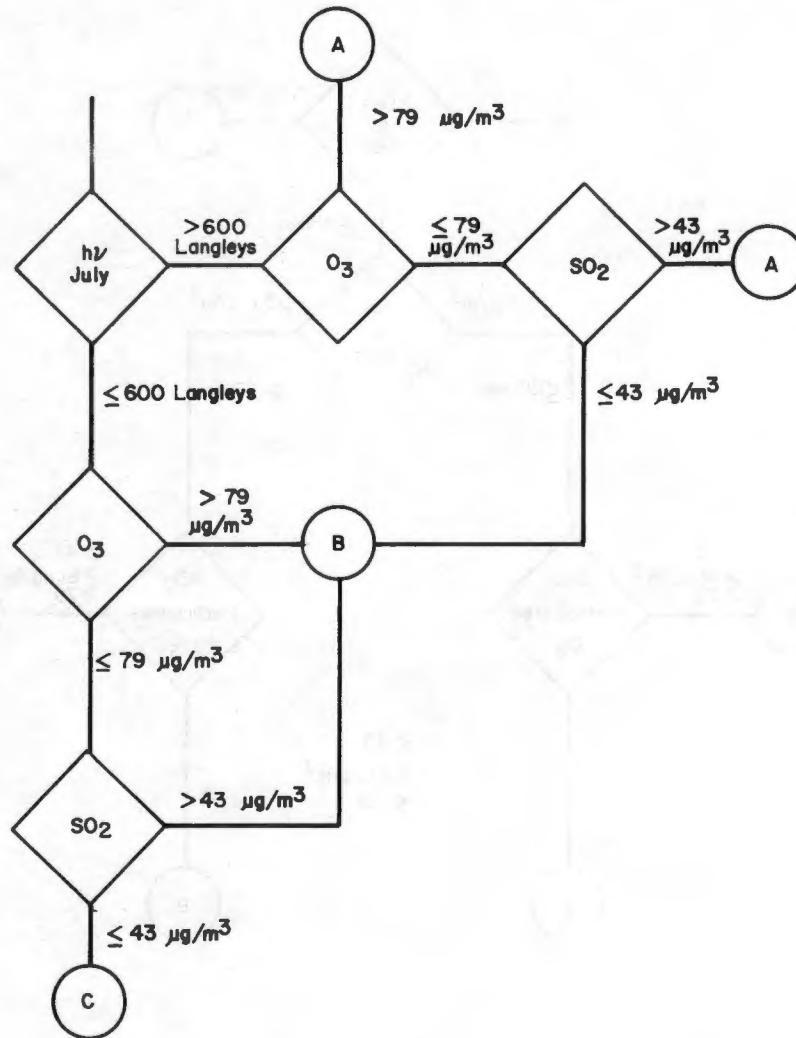 A
>79 µg/m³
hν
July
>600
Langleys
O₃
≤79
µg/m³
SO₂
>43
µg/m³
A
≤600 Langleys
≤43 µg/m³
O₃
>79
µg/m³
B
≤79 µg/m³
SO₂
>43 µg/m³
≤43 µg/m³
C